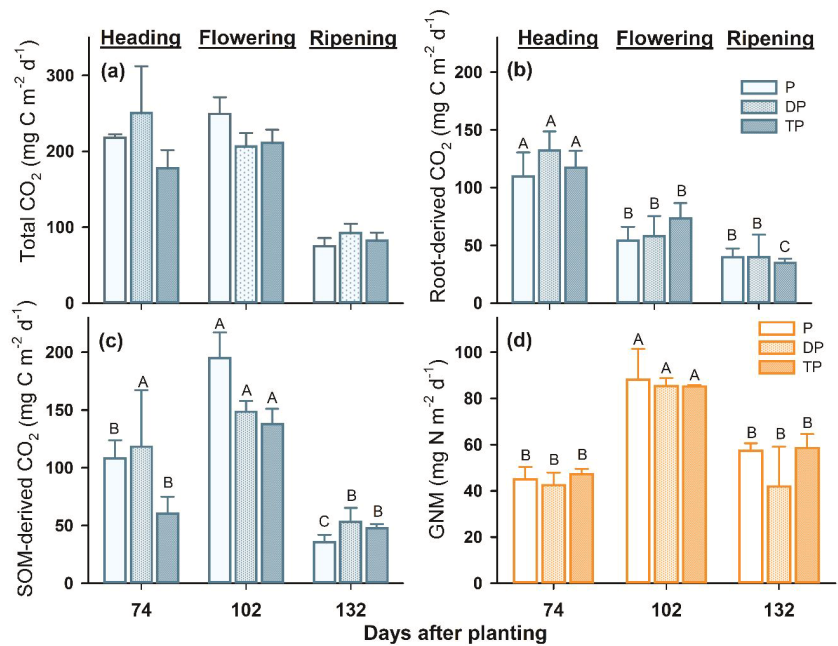 Heading Flowering Ripening
(a)
Total CO₂ (mg C m⁻² d⁻¹)
300
200
100
0
Heading Flowering Ripening
(b)
Root-derived CO₂ (mg C m⁻² d⁻¹)
200
150
100
50
0
P
DP
TP
A A A
B B B
B B C
(c)
SOM-derived CO₂ (mg C m⁻² d⁻¹)
200
150
100
50
0
B A B
A A A
C B B
74 102 132
(d)
GNM (mg N m⁻² d⁻¹)
100
80
60
40
20
0
P
DP
TP
B B B
A A A
B B B
74 102 132
Days after planting